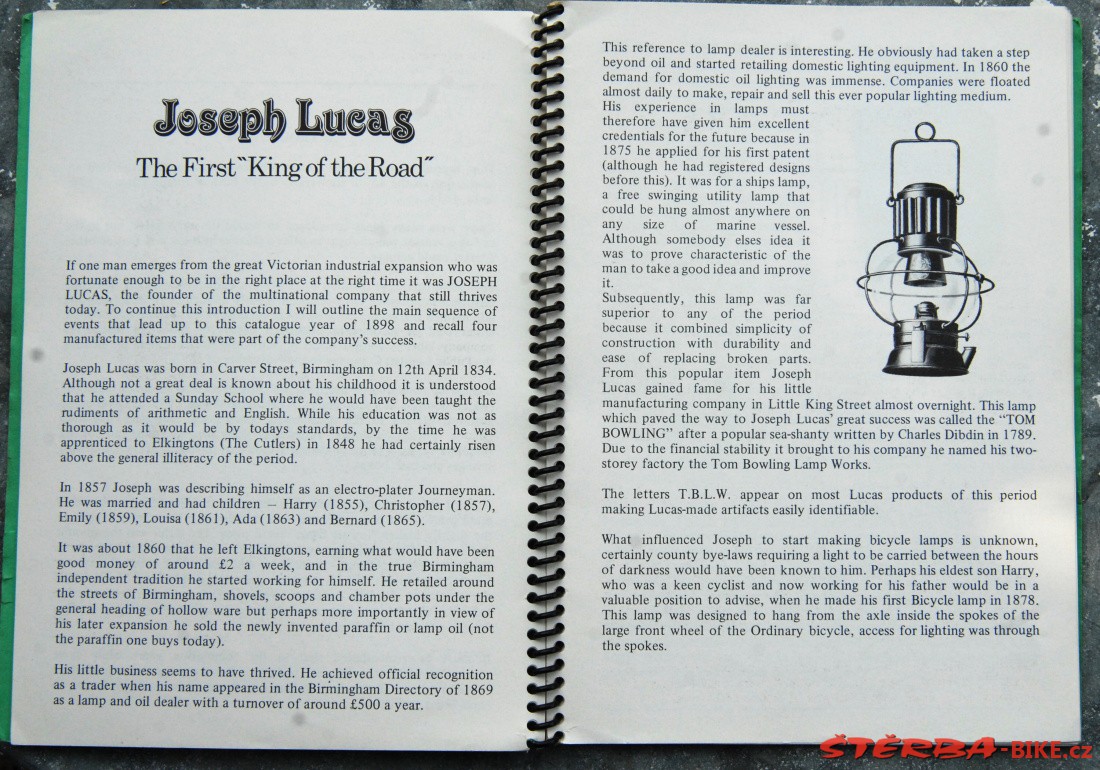 Joseph Lucas
The First "King of the Road"
If one man emerges from the great Victorian industrial expansion who was
fortunate enough to be in the right place at the right time it was JOSEPH
LUCAS, the founder of the multinational company that still thrives
today. To continue this introduction I will outline the main sequence of
events that lead up to this catalogue year of 1898 and recall four
manufactured items that were part of the company's success.
Joseph Lucas was born in Carver Street, Birmingham on 12th April 1834.
Although not a great deal is known about his childhood it is understood
that he attended a Sunday School where he would have been taught the
rudiments of arithmetic and English. While his education was not as
thorough as it would be by todays standards, by the time he was
apprenticed to Elkingtons (The Cutlers) in 1848 he had certainly risen
above the general illiteracy of the period.
In 1857 Joseph was describing himself as an electro-plater Journeyman.
He was married and had children — Harry (1855), Christopher (1857),
Emily (1859), Louisa (1861), Ada (1863) and Bernard (1865).
It was about 1860 that he left Elkingtons, earning what would have been
good money of around £2 a week, and in the true Birmingham
independent tradition he started working for himself. He retailed around
the streets of Birmingham, shovels, scoops and chamber pots under the
general heading of hollow ware but perhaps more importantly in view of
his later expansion he sold the newly invented paraffin or lamp oil (not
the paraffin one buys today).
His little business seems to have thrived. He achieved official recognition
as a trader when his name appeared in the Birmingham Directory of 1869
as a lamp and oil dealer with a turnover of around £500 a year.
This reference to lamp dealer is interesting. He obviously had taken a step
beyond oil and started retailing domestic lighting equipment. In 1860 the
demand for domestic oil lighting was immense. Companies were floated
almost daily to make, repair and sell this ever popular lighting medium.
His experience in lamps must
therefore have given him excellent
credentials for the future because in
1875 he applied for his first patent
(although he had registered designs
before this). It was for a ships lamp,
a free swinging utility lamp that
could be hung almost anywhere on
any size of marine vessel.
Although somebody elses idea it
was to prove characteristic of the
man to take a good idea and improve
it.
Subsequently, this lamp was far
superior to any of the period
because it combined simplicity of
construction with durability and
ease of replacing broken parts.
From this popular item Joseph
Lucas gained fame for his little
manufacturing company in Little King Street almost overnight. This lamp
which paved the way to Joseph Lucas' great success was called the "TOM
BOWLING" after a popular sea-shanty written by Charles Dibdin in 1789.
Due to the financial stability it brought to his company he named his two-
storey factory the Tom Bowling Lamp Works.
The letters T.B.L.W. appear on most Lucas products of this period
making Lucas-made artifacts easily identifiable.
What influenced Joseph to start making bicycle lamps is unknown,
certainly county bye-laws requiring a light to be carried between the hours
of darkness would have been known to him. Perhaps his eldest son Harry,
who was a keen cyclist and now working for his father would be in a
valuable position to advise, when he made his first Bicycle lamp in 1878.
This lamp was designed to hang from the axle inside the spokes of the
large front wheel of the Ordinary bicycle, access for lighting was through
the spokes.
ŠTĚRBA-BIKE.cz